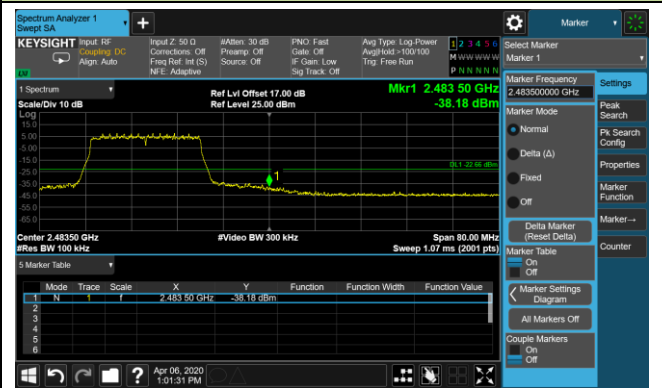 Spectrum Analyzer 1
Swept SA
Marker
KEYSIGHT
Input: RF
Coupling: DC
Align: Auto
Input Z: 50 Ω
Corrections: Off
Freq Ref: Int (S)
NFE: Adaptive
#Atten: 30 dB
Preamp: Off
Source: Off
PNO: Fast
Gate: Off
IF Gain: Low
Sig Track: Off
Avg Type: Log-Power
Avg|Hold >100/100
Trig: Free Run
1 2 3 4 5 6
M W W W W W
P N N N N N
LXI
Select Marker
Marker 1
1 Spectrum
Scale/Div 10 dB
Ref Lvl Offset 17.00 dB
Ref Level 25.00 dBm
Mkr1 2.483 50 GHz
-38.18 dBm
Log
15.0
5.00
-5.00
-15.0
-25.0
-35.0
-45.0
-55.0
-65.0
DL1 -22.66 dBm
1
Center 2.48350 GHz
#Res BW 100 kHz
#Video BW 300 kHz
Span 80.00 MHz
Sweep 1.07 ms (2001 pts)
5 Marker Table
Mode Trace Scale X Y Function Function Width Function Value
1 N 1 f 2.483 50 GHz -38.18 dBm
2
3
4
5
6
Marker Frequency
2.483500000 GHz
Marker Mode
Normal
Delta (Δ)
Fixed
Off
Delta Marker
(Reset Delta)
Marker Table
On
Off
Marker Settings
Diagram
All Markers Off
Couple Markers
On
Off
Settings
Peak
Search
Pk Search
Config
Properties
Marker
Function
Marker→
Counter
Apr 06, 2020
1:01:31 PM